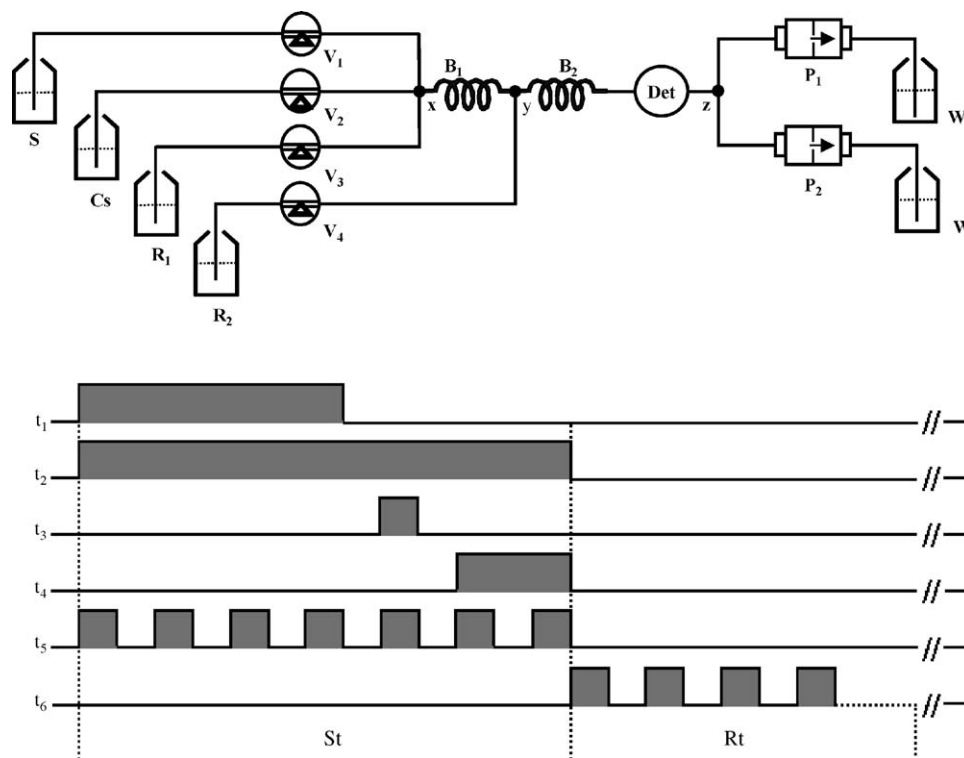 V₁
B₁ B₂
P₁
x y Det z
S V₂ W
Cs V₃ P₂
R₁ V₄ W
R₂
t₁
t₂
t₃
t₄
t₅
t₆
St Rt